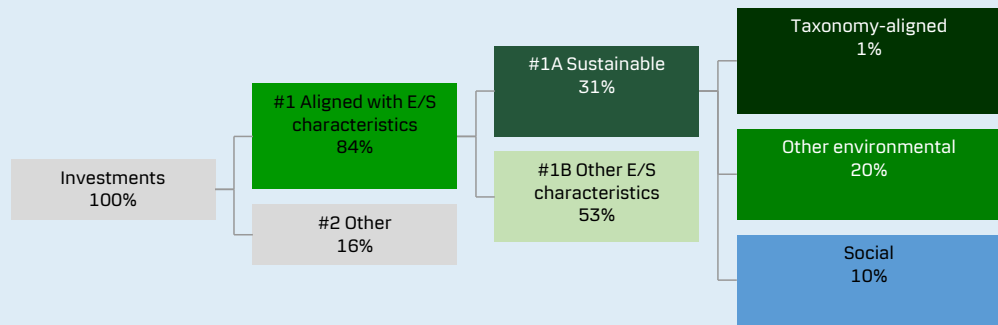 Investments
100%
#1 Aligned with E/S
characteristics
84%
#2 Other
16%
#1A Sustainable
31%
#1B Other E/S
characteristics
53%
Taxonomy-aligned
1%
Other environmental
20%
Social
10%